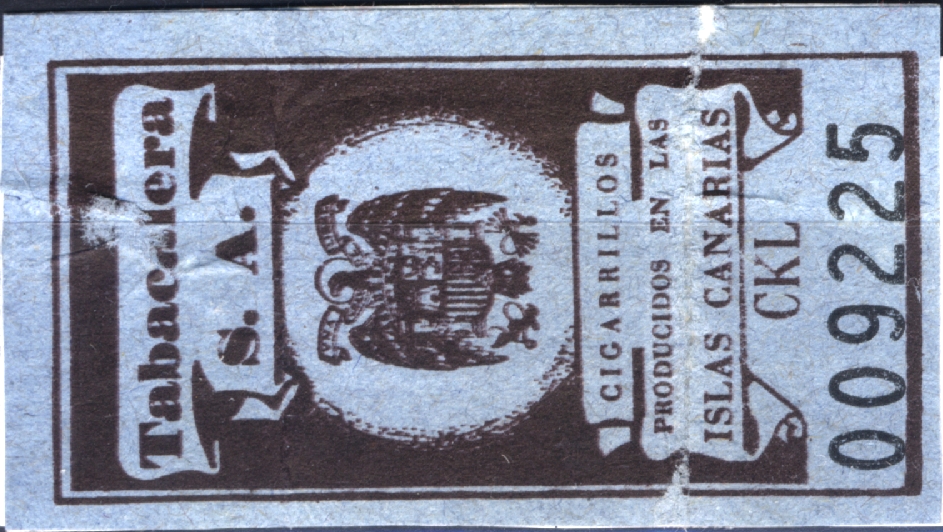 Tabacalera
S. A.
CIGARRILLOS
PRODUCIDOS EN LAS
ISLAS CANARIAS
CKL
009225